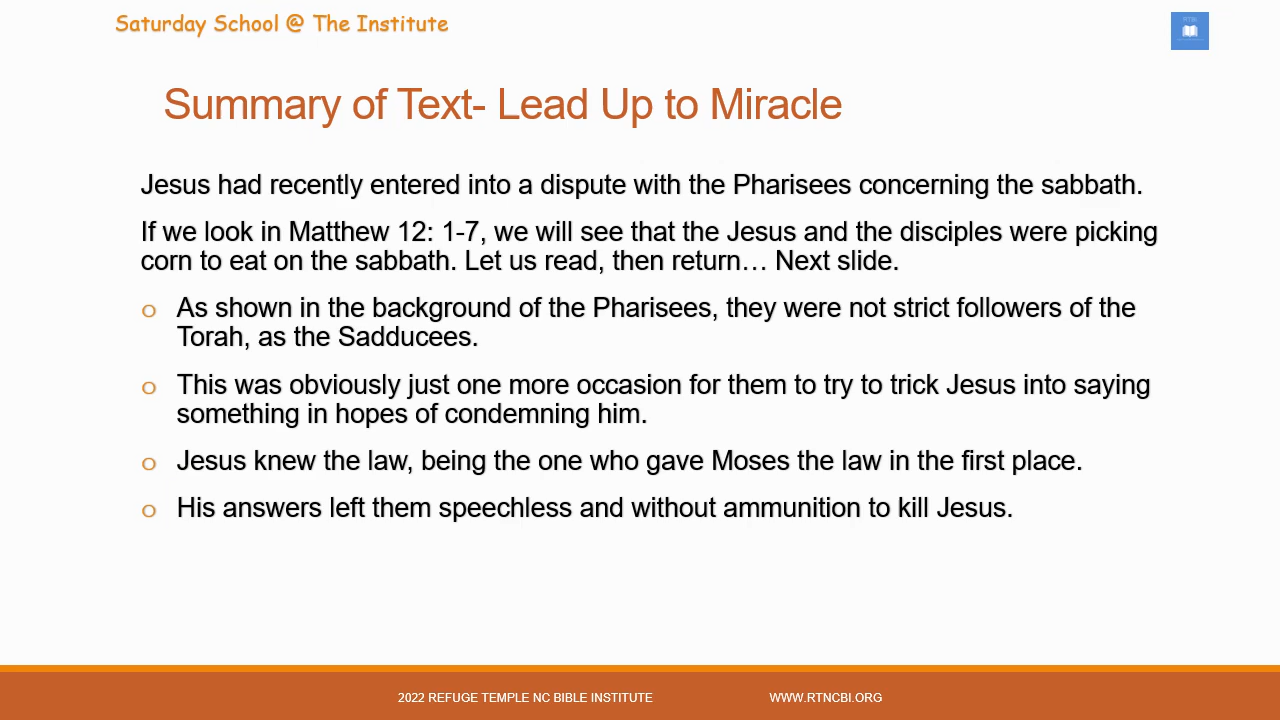 Saturday School @ The Institute
RTBI
Summary of Text- Lead Up to Miracle
Jesus had recently entered into a dispute with the Pharisees concerning the sabbath.
If we look in Matthew 12: 1-7, we will see that the Jesus and the disciples were picking
corn to eat on the sabbath. Let us read, then return… Next slide.
o As shown in the background of the Pharisees, they were not strict followers of the
Torah, as the Sadducees.
o This was obviously just one more occasion for them to try to trick Jesus into saying
something in hopes of condemning him.
o Jesus knew the law, being the one who gave Moses the law in the first place.
o His answers left them speechless and without ammunition to kill Jesus.
2022 REFUGE TEMPLE NC BIBLE INSTITUTE
WWW.RTNCBI.ORG